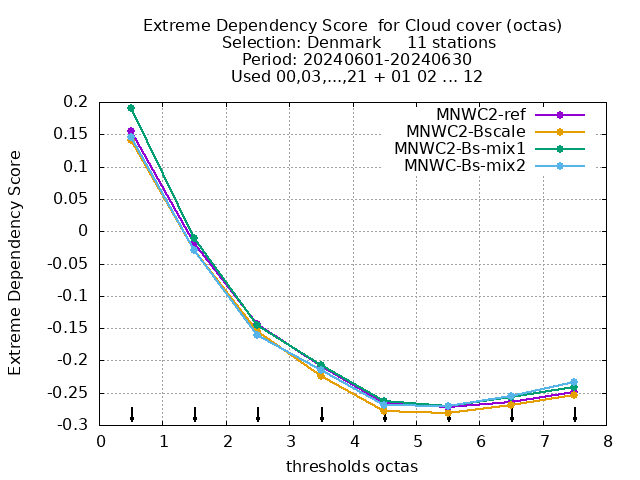 Extreme Dependency Score  for Cloud cover (octas)
Selection: Denmark     11 stations
Period: 20240601-20240630
Used 00,03,...,21 + 01 02 ... 12
MNWC2-ref
MNWC2-Bscale
MNWC2-Bs-mix1
MNWC-Bs-mix2
Extreme Dependency Score
0.2
0.15
0.1
0.05
0
-0.05
-0.1
-0.15
-0.2
-0.25
-0.3
0 1 2 3 4 5 6 7 8
thresholds octas